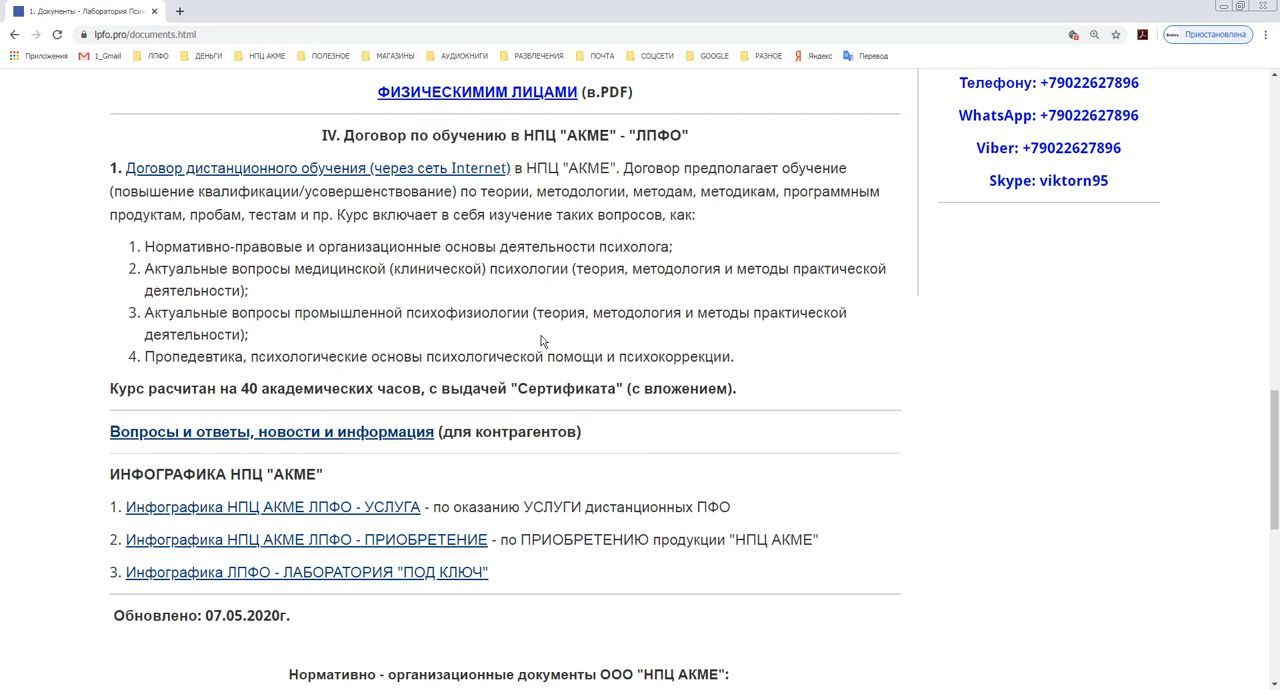 1. Документы - Лаборатория Пси
lpfo.pro/documents.html
Приостановлена
Приложения 1_Gmail ЛПФО ДЕНЬГИ НПЦ АКМЕ ПОЛЕЗНОЕ МАГАЗИНЫ АУДИОКНИГИ РАЗВЛЕЧЕНИЯ ПОЧТА СОЦСЕТИ GOOGLE РАЗНОЕ Яндекс Перевод
ФИЗИЧЕСКИМИМ ЛИЦАМИ (в.PDF)
IV. Договор по обучению в НПЦ "АКМЕ" - "ЛПФО"
1. Договор дистанционного обучения (через сеть Internet) в НПЦ "АКМЕ". Договор предполагает обучение
(повышение квалификации/усовершенствование) по теории, методологии, методам, методикам, программным
продуктам, пробам, тестам и пр. Курс включает в себя изучение таких вопросов, как:
1. Нормативно-правовые и организационные основы деятельности психолога;
2. Актуальные вопросы медицинской (клинической) психологии (теория, методология и методы практической
деятельности);
3. Актуальные вопросы промышленной психофизиологии (теория, методология и методы практической
деятельности);
4. Пропедевтика, психологические основы психологической помощи и психокоррекции.
Курс расчитан на 40 академических часов, с выдачей "Сертификата" (с вложением).
Вопросы и ответы, новости и информация (для контрагентов)
ИНФОГРАФИКА НПЦ "АКМЕ"
1. Инфографика НПЦ АКМЕ ЛПФО - УСЛУГА - по оказанию УСЛУГИ дистанционных ПФО
2. Инфографика НПЦ АКМЕ ЛПФО - ПРИОБРЕТЕНИЕ - по ПРИОБРЕТЕНИЮ продукции "НПЦ АКМЕ"
3. Инфографика ЛПФО - ЛАБОРАТОРИЯ "ПОД КЛЮЧ"
Обновлено: 07.05.2020г.
Нормативно - организационные документы ООО "НПЦ АКМЕ":
Телефону: +79022627896
WhatsApp: +79022627896
Viber: +79022627896
Skype: viktorn95